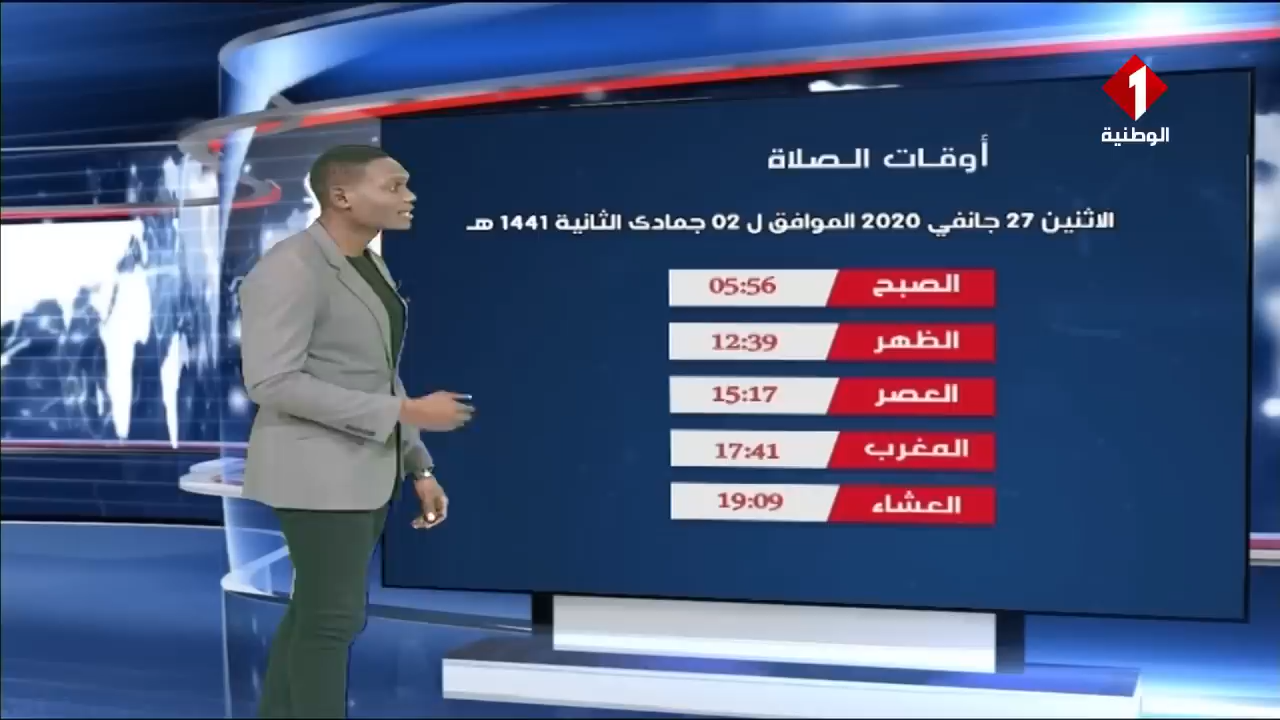 1
الوطنية
أوقات الصلاة
الاثنين 27 جانفي 2020 الموافق ل 02 جمادى الثانية 1441 هـ
الصبح 05:56
الظهر 12:39
العصر 15:17
المغرب 17:41
العشاء 19:09